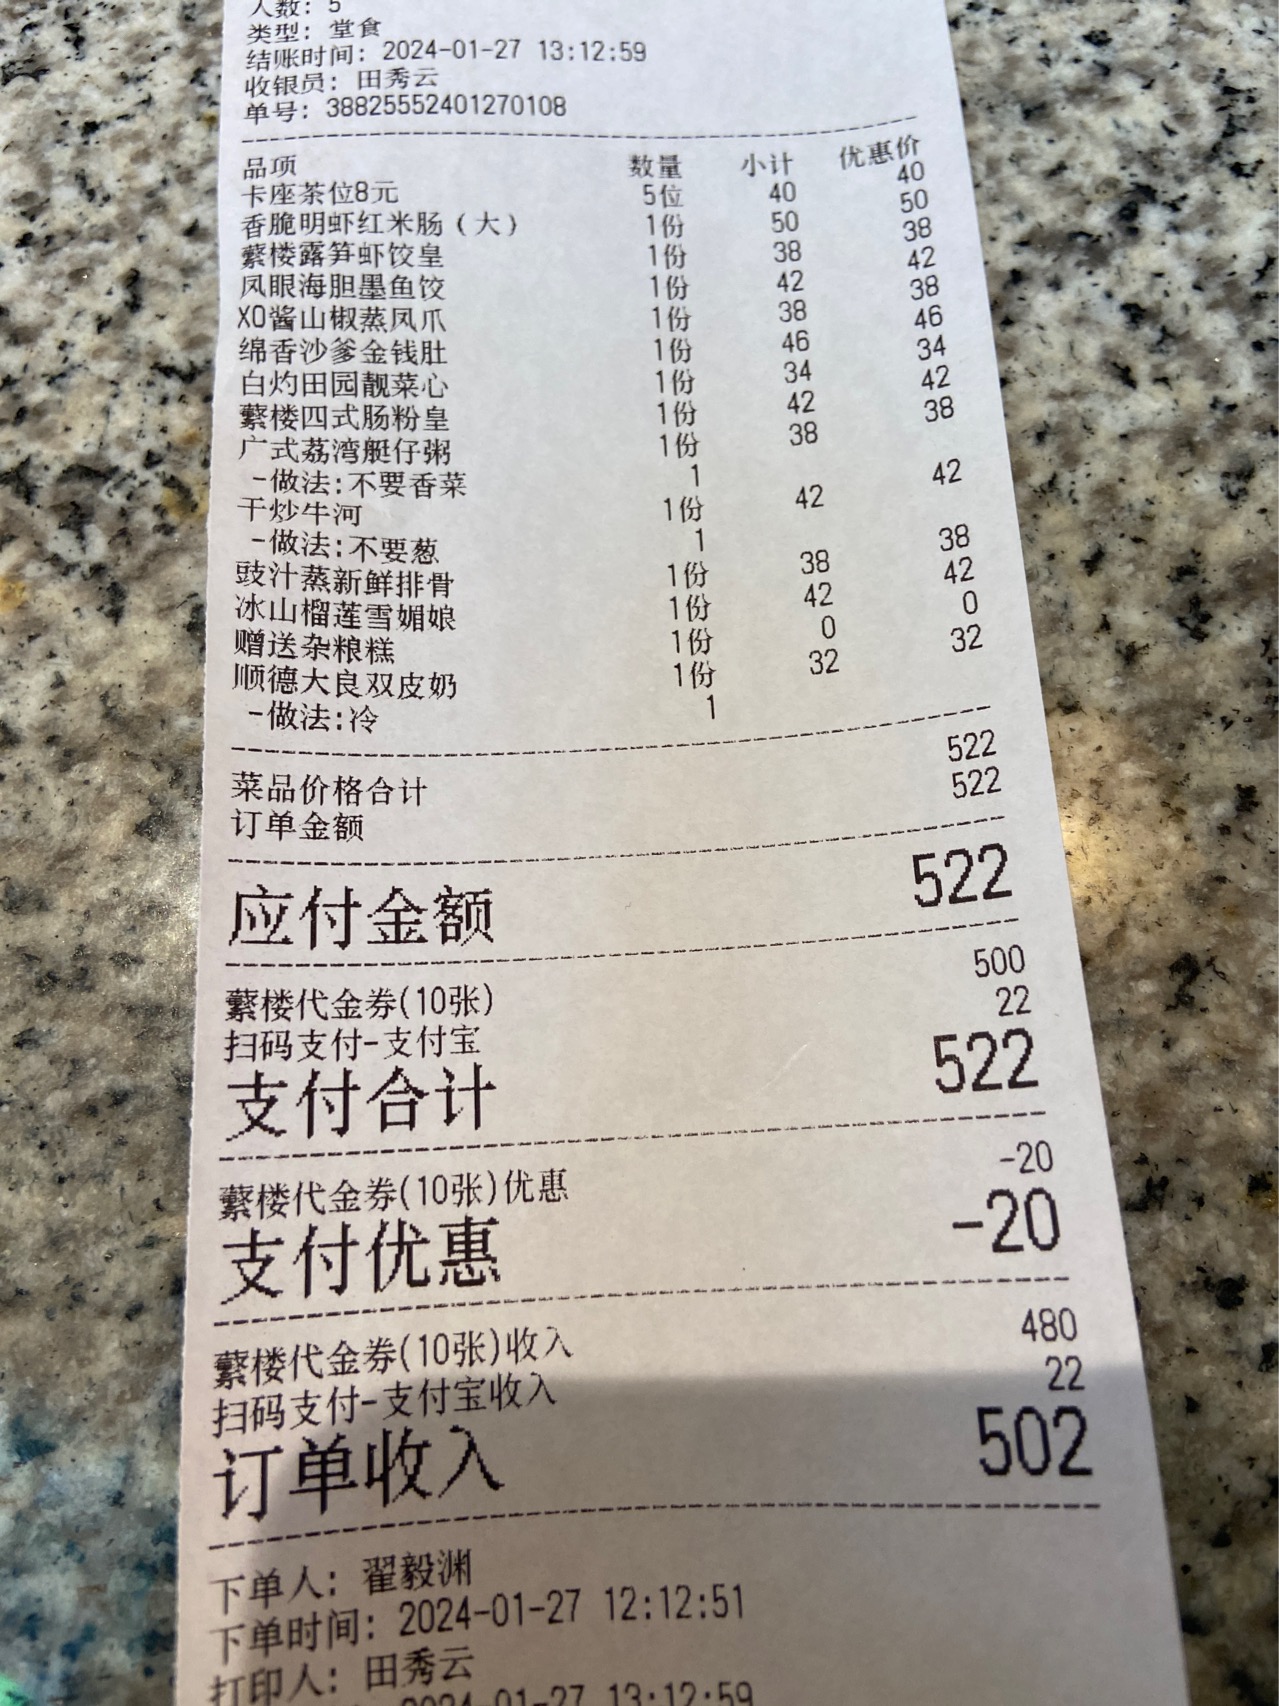 人数: 5
类型: 堂食
结账时间: 2024-01-27 13:12:59
收银员: 田秀云
单号: 38825552401270108
品项 数量 小计 优惠价
卡座茶位8元 5位 40 40
香脆明虾红米肠(大) 1份 50 50
蘩楼露笋虾饺皇 1份 38 38
凤眼海胆墨鱼饺 1份 42 42
XO酱山椒蒸凤爪 1份 38 38
绵香沙爹金钱肚 1份 46 46
白灼田园靓菜心 1份 34 34
蘩楼四式肠粉皇 1份 42 42
广式荔湾艇仔粥 1份 38 38
-做法:不要香菜 1
干炒牛河 1份 42 42
-做法:不要葱 1
豉汁蒸新鲜排骨 1份 38 38
冰山榴莲雪媚娘 1份 42 42
赠送杂粮糕 1份 0 0
顺德大良双皮奶 1份 32 32
-做法:冷 1
菜品价格合计 522
订单金额 522
应付金额 522
蘩楼代金券(10张) 500
扫码支付-支付宝 22
支付合计 522
蘩楼代金券(10张)优惠 -20
支付优惠 -20
蘩楼代金券(10张)收入 480
扫码支付-支付宝收入 22
订单收入 502
下单人: 翟毅渊
下单时间: 2024-01-27 12:12:51
打印人: 田秀云
2024-01-27 13:12:59